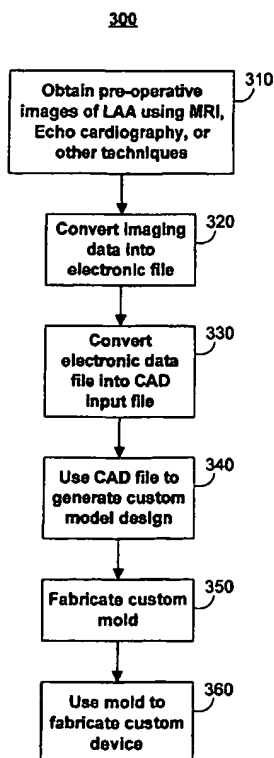 300
310
Obtain pre-operative
images of LAA using MRI,
Echo cardiography, or
other techniques
320
Convert imaging
data into
electronic file
330
Convert
electronic data
file into CAD
input file
340
Use CAD file to
generate custom
model design
350
Fabricate custom
mold
360
Use mold to
fabricate custom
device